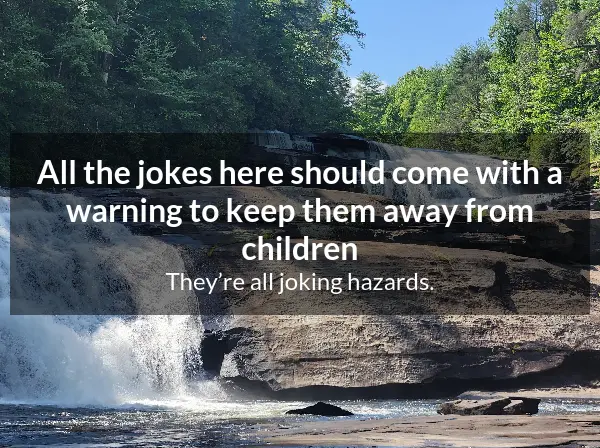 All the jokes here should come with a
warning to keep them away from
children
They’re all joking hazards.